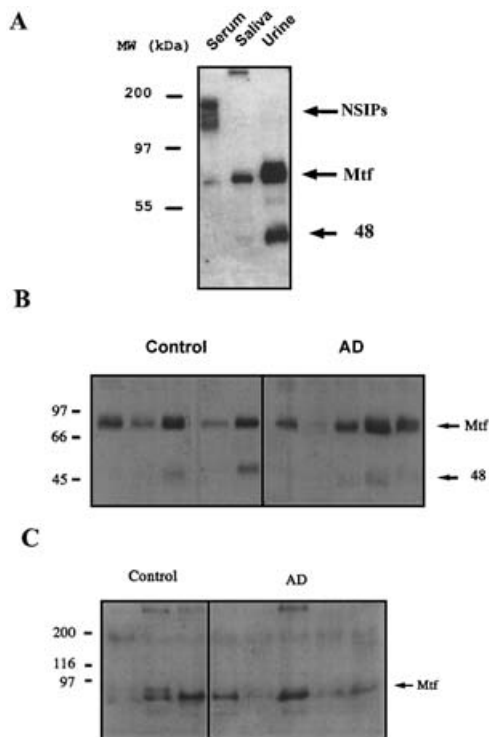 A
MW (kDa)
Serum
Saliva
Urine
200
NSIPs
97
Mtf
55
48
B
Control
AD
97
66
45
Mtf
48
C
Control
AD
200
116
97
Mtf